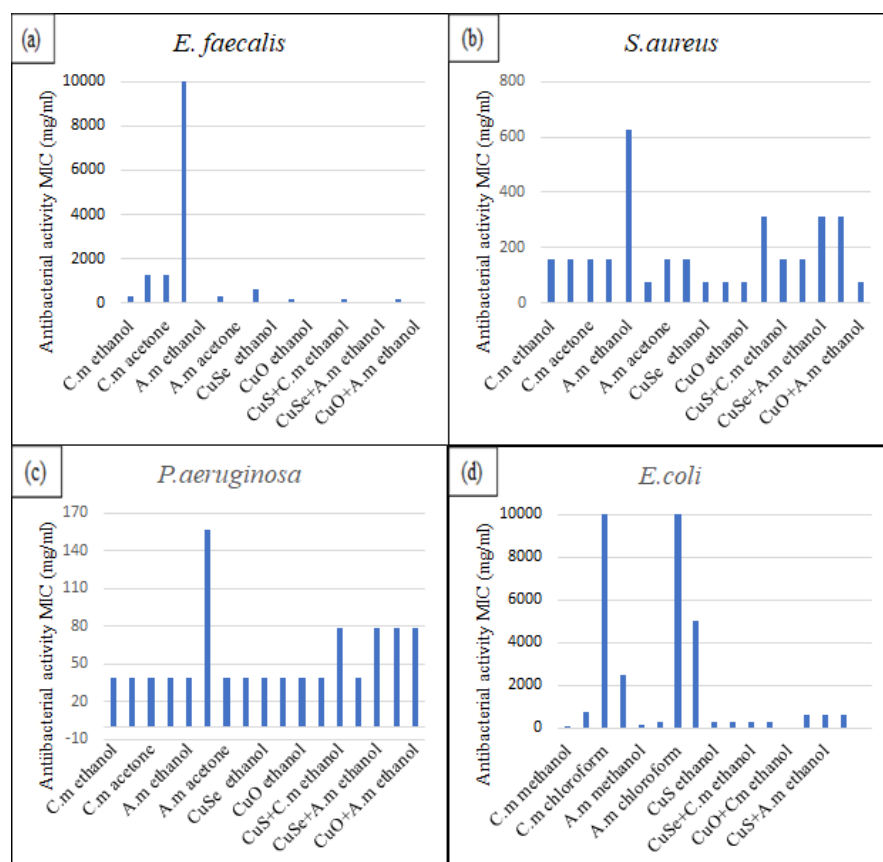 (a)
E. faecalis
Antibacterial activity MIC (mg/ml)
10000
8000
6000
4000
2000
0
C.m ethanol
C.m acetone
A.m ethanol
A.m acetone
CuSe ethanol
CuO ethanol
CuS+C.m ethanol
CuSe+A.m ethanol
CuO+A.m ethanol
(b)
S.aureus
Antibacterial activity MIC (mg/ml)
800
600
400
200
0
C.m ethanol
C.m acetone
A.m ethanol
A.m acetone
CuSe ethanol
CuO ethanol
CuS+C.m ethanol
CuSe+A.m ethanol
CuO+A.m ethanol
(c)
P.aeruginosa
Antiibacterial activity MIC (mg/ml)
170
140
110
80
50
20
-10
C.m ethanol
C.m acetone
A.m ethanol
A.m acetone
CuSe ethanol
CuO ethanol
CuS+C.m ethanol
CuSe+A.m ethanol
CuO+A.m ethanol
(d)
E.coli
Antibacterial activity MIC (mg/ml)
10000
8000
6000
4000
2000
0
C.m methanol
C.m chloroform
A.m methanol
A.m chloroform
CuS ethanol
CuSe+C.m ethanol
CuO+Cm ethanol
CuS+A.m ethanol